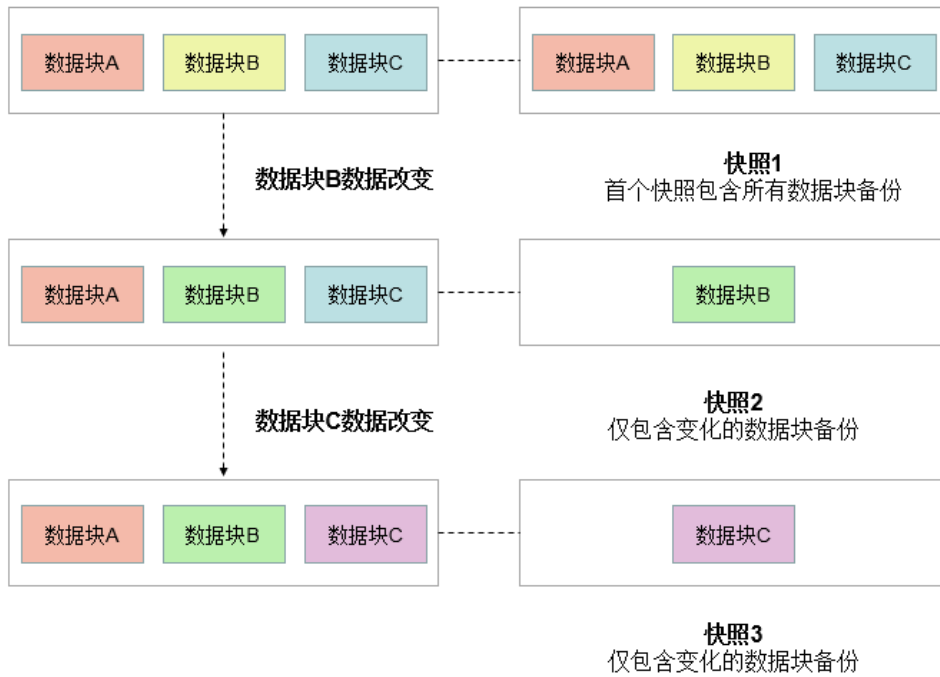 数据块A 数据块B 数据块C 数据块A 数据块B 数据块C
数据块B数据改变
快照1
首个快照包含所有数据块备份
数据块A 数据块B 数据块C 数据块B
数据块C数据改变
快照2
仅包含变化的数据块备份
数据块A 数据块B 数据块C 数据块C
快照3
仅包含变化的数据块备份